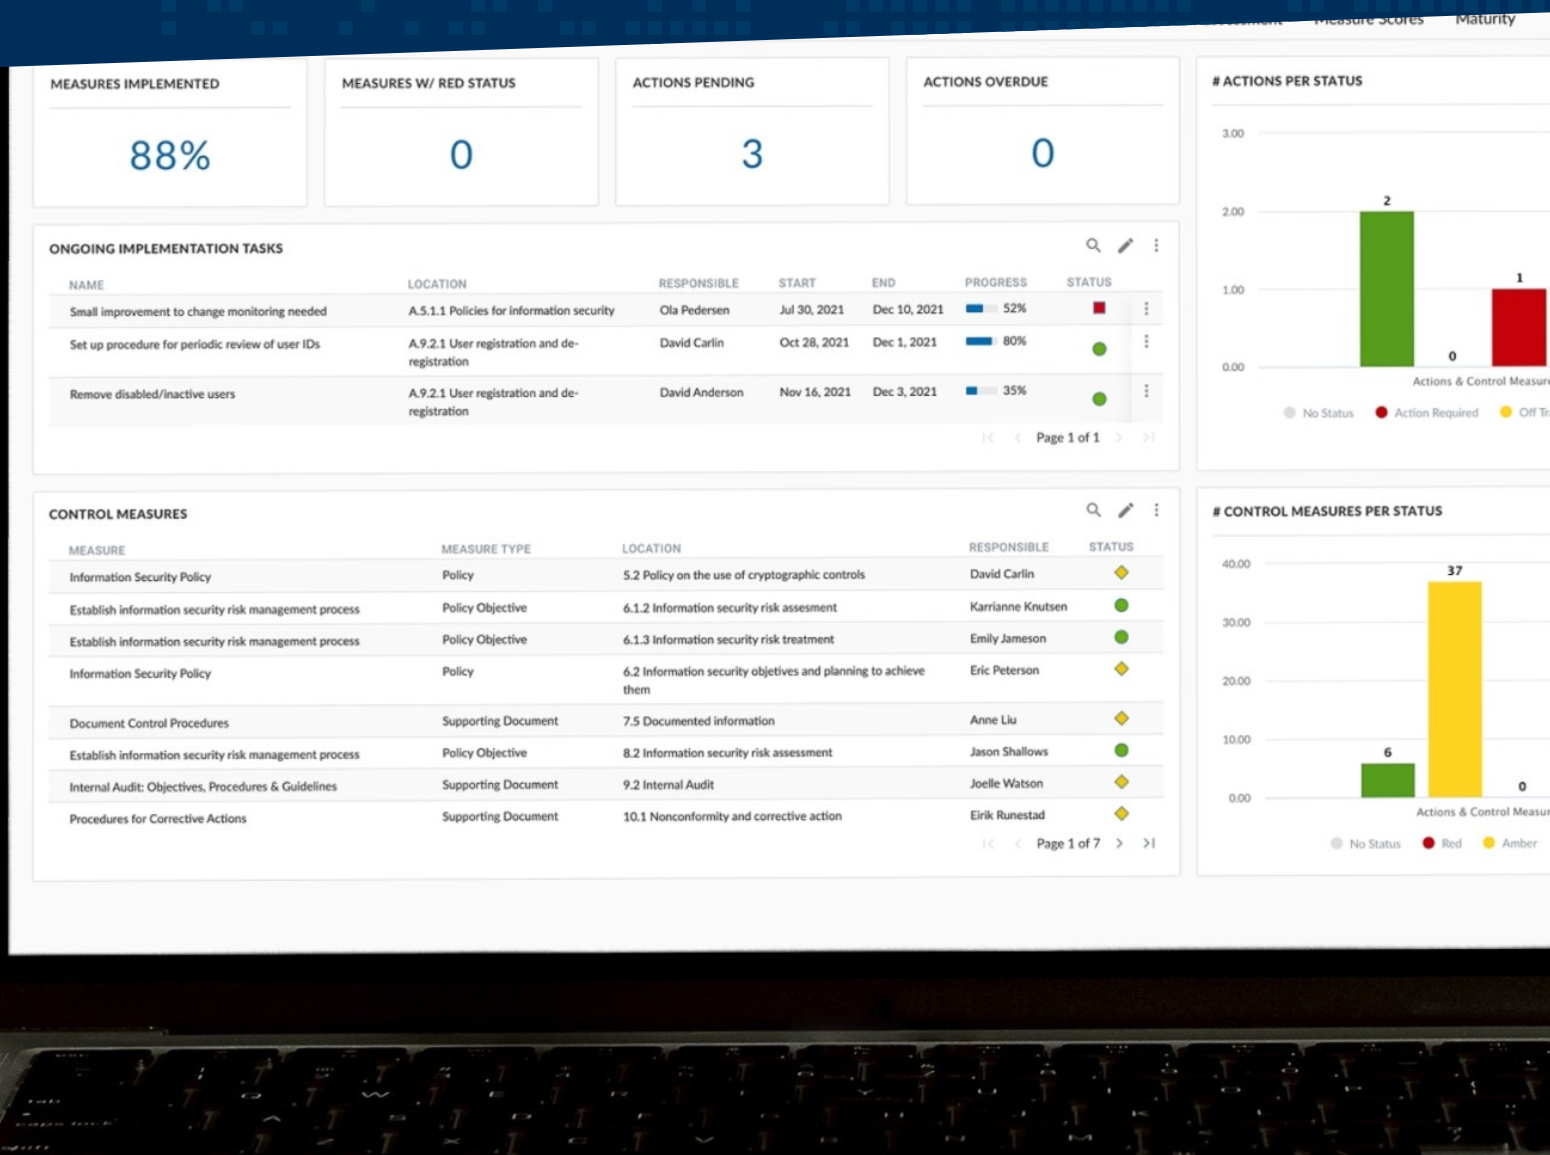 Measure Scores Maturity
MEASURES IMPLEMENTED
88%
MEASURES W/ RED STATUS
0
ACTIONS PENDING
3
ACTIONS OVERDUE
0
# ACTIONS PER STATUS
3.00
2.00
1.00
0.00
2
0
1
Actions & Control Measure
No Status Action Required Off Tr
ONGOING IMPLEMENTATION TASKS
NAME LOCATION RESPONSIBLE START END PROGRESS STATUS
Small improvement to change monitoring needed A.5.1.1 Policies for information security Ola Pedersen Jul 30, 2021 Dec 10, 2021 52%
Set up procedure for periodic review of user IDs A.9.2.1 User registration and de- David Carlin Oct 28, 2021 Dec 1, 2021 80%
registration
Remove disabled/inactive users A.9.2.1 User registration and de- David Anderson Nov 16, 2021 Dec 3, 2021 35%
registration
Page 1 of 1
CONTROL MEASURES
MEASURE MEASURE TYPE LOCATION RESPONSIBLE STATUS
Information Security Policy Policy 5.2 Policy on the use of cryptographic controls David Carlin
Establish information security risk management process Policy Objective 6.1.2 Information security risk assesment Karrianne Knutsen
Establish information security risk management process Policy Objective 6.1.3 Information security risk treatment Emily Jameson
Information Security Policy Policy 6.2 Information security objetives and planning to achieve Eric Peterson
them
Document Control Procedures Supporting Document 7.5 Documented information Anne Liu
Establish information security risk management process Policy Objective 8.2 Information security risk assessment Jason Shallows
Internal Audit: Objectives, Procedures & Guidelines Supporting Document 9.2 Internal Audit Joelle Watson
Procedures for Corrective Actions Supporting Document 10.1 Nonconformity and corrective action Eirik Runestad
Page 1 of 7
# CONTROL MEASURES PER STATUS
40.00
30.00
20.00
10.00
0.00
6
37
0
Actions & Control Measur
No Status Red Amber